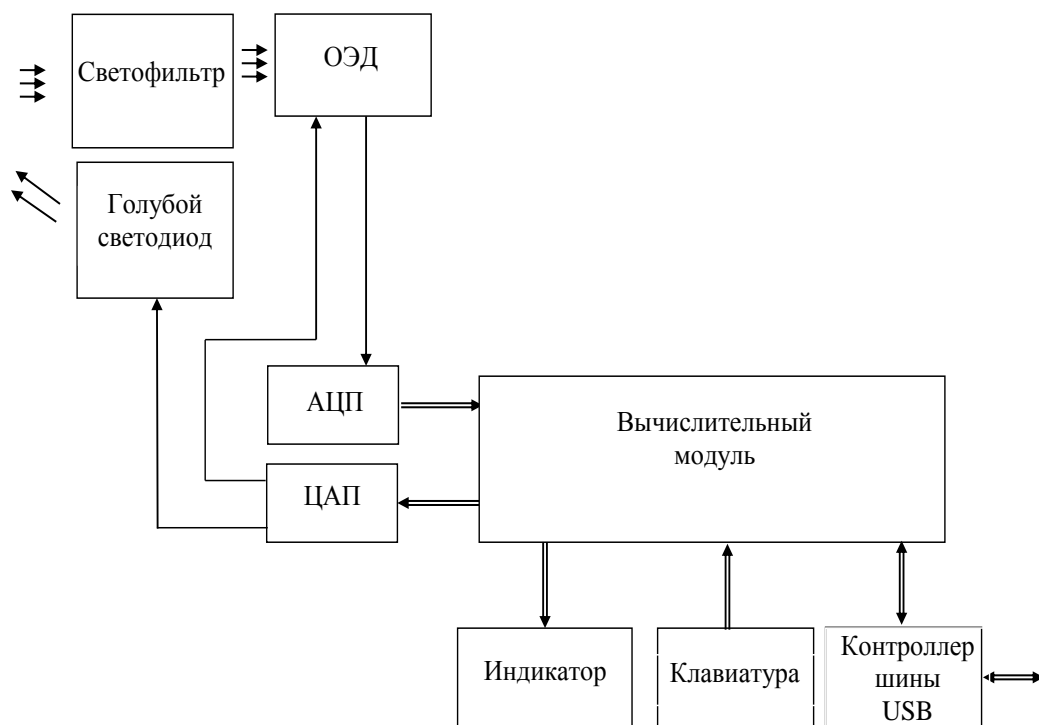 Светофильтр
ОЭД
Голубой
светодиод
АЦП
Вычислительный
модуль
ЦАП
Индикатор
Клавиатура
Контроллер
шины
USB